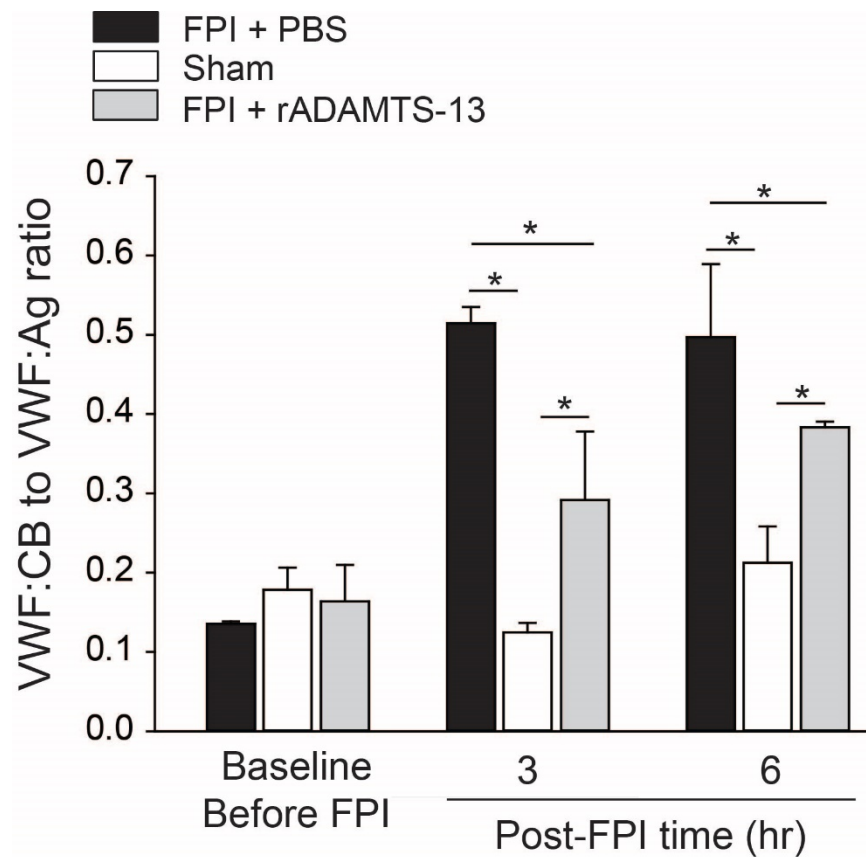 FPI + PBS
Sham
FPI + rADAMTS-13
VWF:CB to VWF:Ag ratio
0.7
0.6
0.5
0.4
0.3
0.2
0.1
0.0
*
*
*
*
*
*
Baseline
Before FPI
3
6
Post-FPI time (hr)